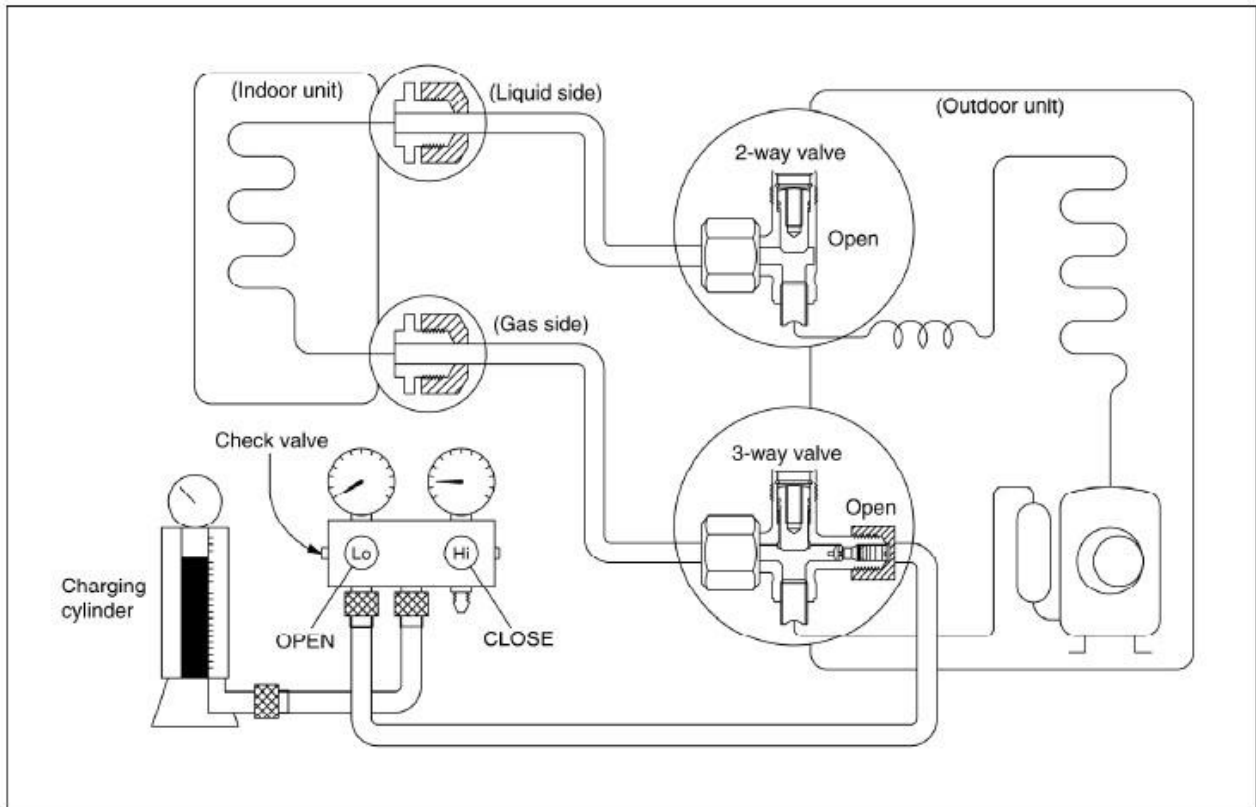 (Indoor unit)
(Liquid side)
(Outdoor unit)
2-way valve
Open
(Gas side)
Check valve
3-way valve
Open
Lo
Hi
Charging
cylinder
OPEN
CLOSE